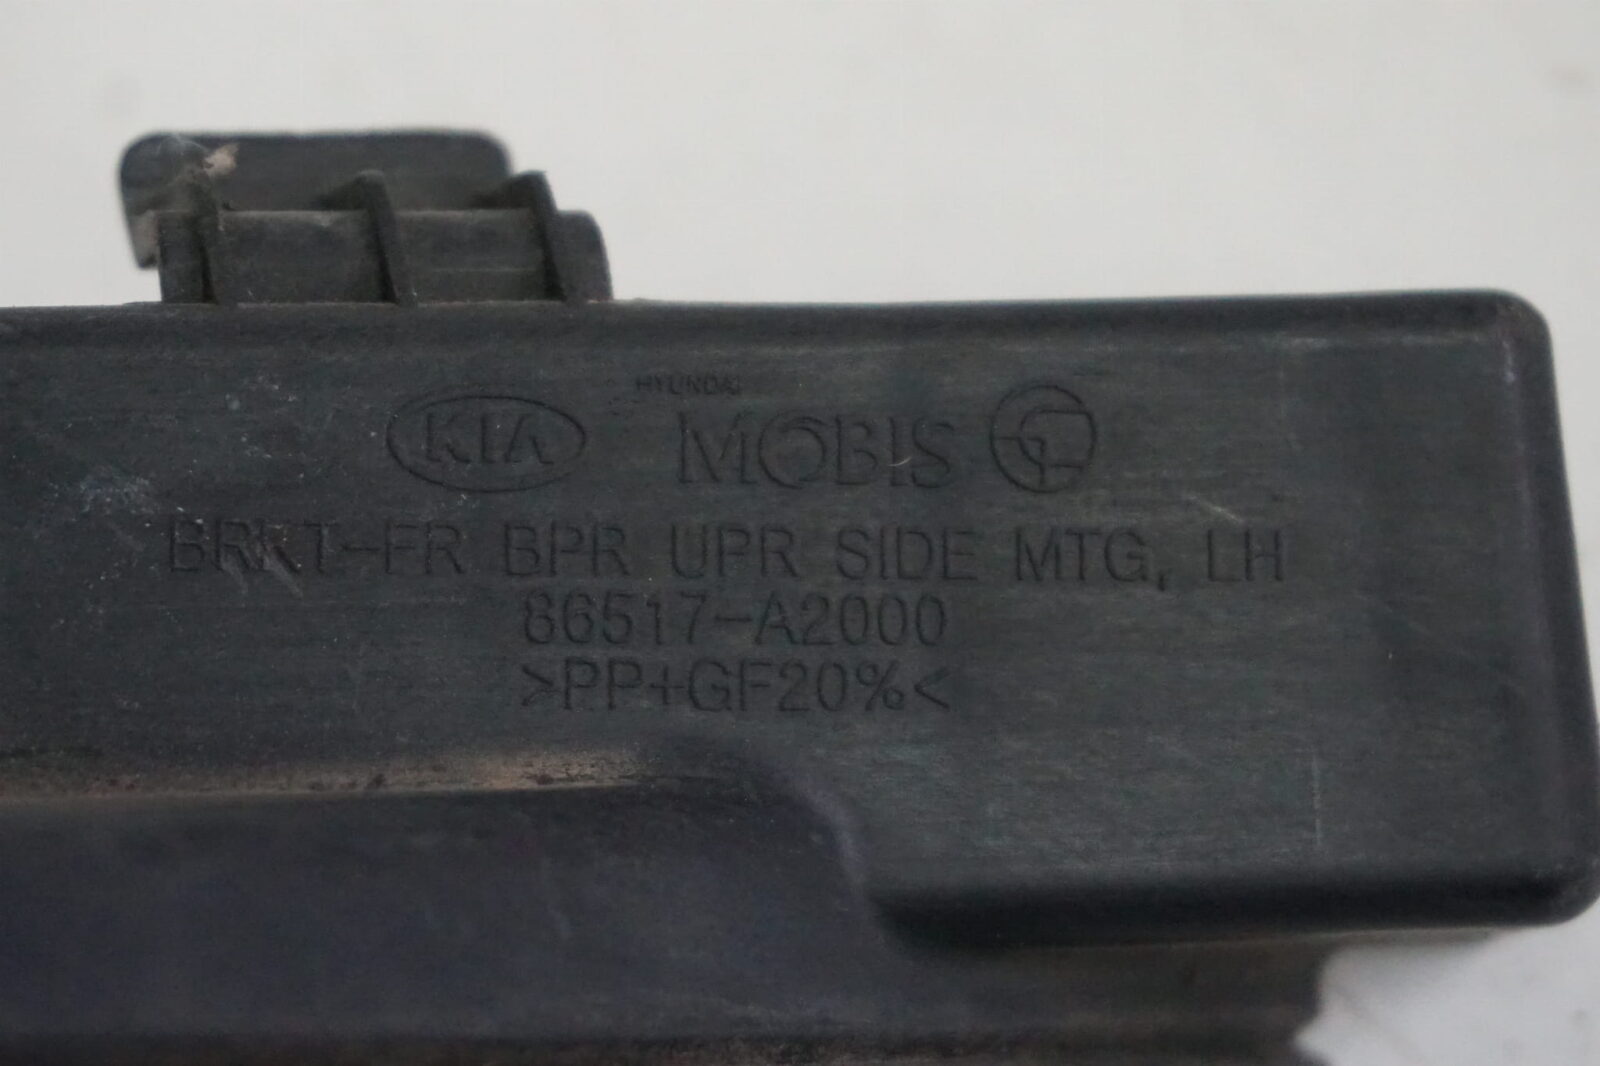 HYUNDAI
KIA MOBIS
BRKT-FR BPR UPR SIDE MTG, LH
86517-A2000
>PP+GF20%<